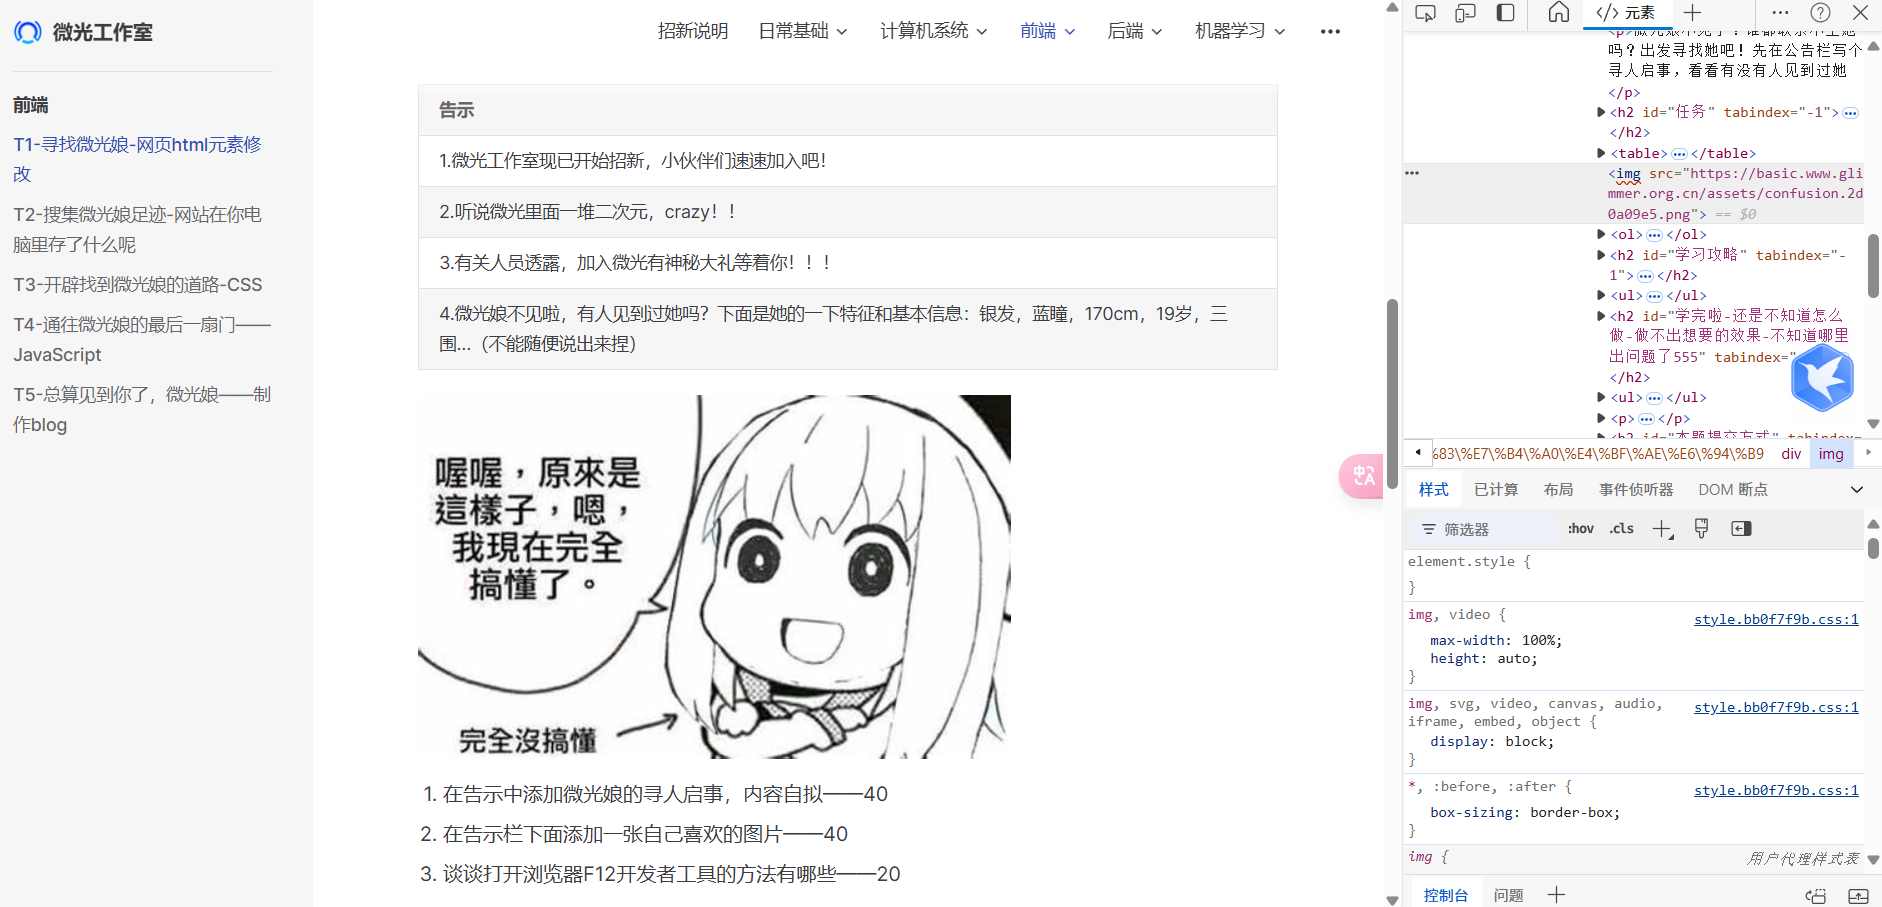 微光工作室
招新说明 日常基础 计算机系统 前端 后端 机器学习 •••
前端
T1-寻找微光娘-网页html元素修
改
T2-搜集微光娘足迹-网站在你电
脑里存了什么呢
T3-开辟找到微光娘的道路-CSS
T4-通往微光娘的最后一扇门——
JavaScript
T5-总算见到你了，微光娘——制
作blog
告示
1.微光工作室现已开始招新，小伙伴们速速加入吧！
2.听说微光里面一堆二次元，crazy！！
3.有关人员透露，加入微光有神秘大礼等着你！！！
4.微光娘不见啦，有人见到过她吗？下面是她的一下特征和基本信息：银发，蓝瞳，170cm，19岁，三
围...（不能随便说出来捏）
喔喔，原來是
這樣子，嗯，
我現在完全
搞懂了。
完全沒搞懂
1. 在告示中添加微光娘的寻人启事，内容自拟——40
2. 在告示栏下面添加一张自己喜欢的图片——40
3. 谈谈打开浏览器F12开发者工具的方法有哪些——20
</> 元素
吗？出发寻找她吧！先在公告栏写个
寻人启事，看看有没有人见到过她
</p>
<h2 id="任务" tabindex="-1">
</h2>
<table>…</table>
<img src="https://basic.www.gli
mmer.org.cn/assets/confusion.2d
0a09e5.png"> == $0
<ol>…</ol>
<h2 id="学习攻略" tabindex="-
1">…</h2>
<ul>…</ul>
<h2 id="学完啦-还是不知道怎么
做-做不出想要的效果-不知道哪里
出问题了555" tabindex="
</h2>
<ul>…</ul>
<p>…</p>
<h2 id="本题提交方式" tabindex=
%83\%E7\%B4\%A0\%E4\%BF\%AE\%E6\%94\%B9 div img
样式 已计算 布局 事件侦听器 DOM 断点
筛选器 :hov .cls
element.style {
}
img, video { style.bb0f7f9b.css:1
max-width: 100%;
height: auto;
}
img, svg, video, canvas, audio, style.bb0f7f9b.css:1
iframe, embed, object {
display: block;
}
*, :before, :after { style.bb0f7f9b.css:1
box-sizing: border-box;
}
img { 用户代理样式表
控制台 问题